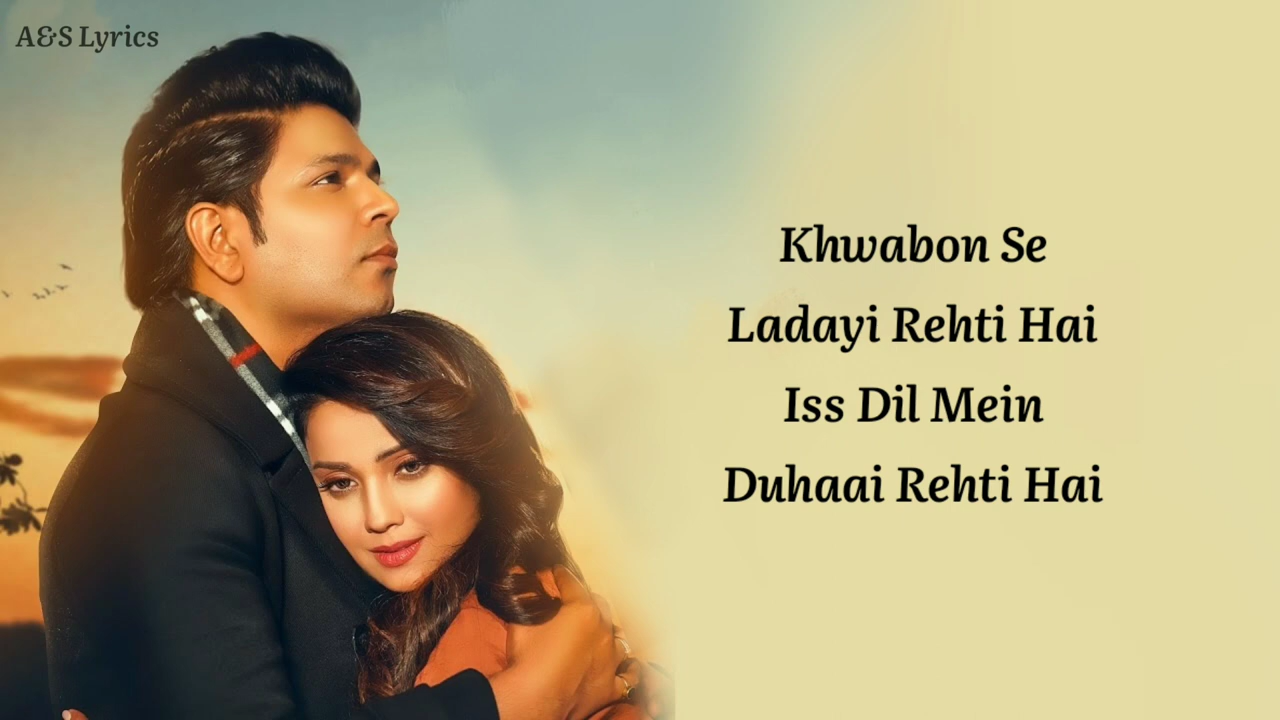 A&S Lyrics
Khwabon Se
Ladayi Rehti Hai
Iss Dil Mein
Duhaai Rehti Hai